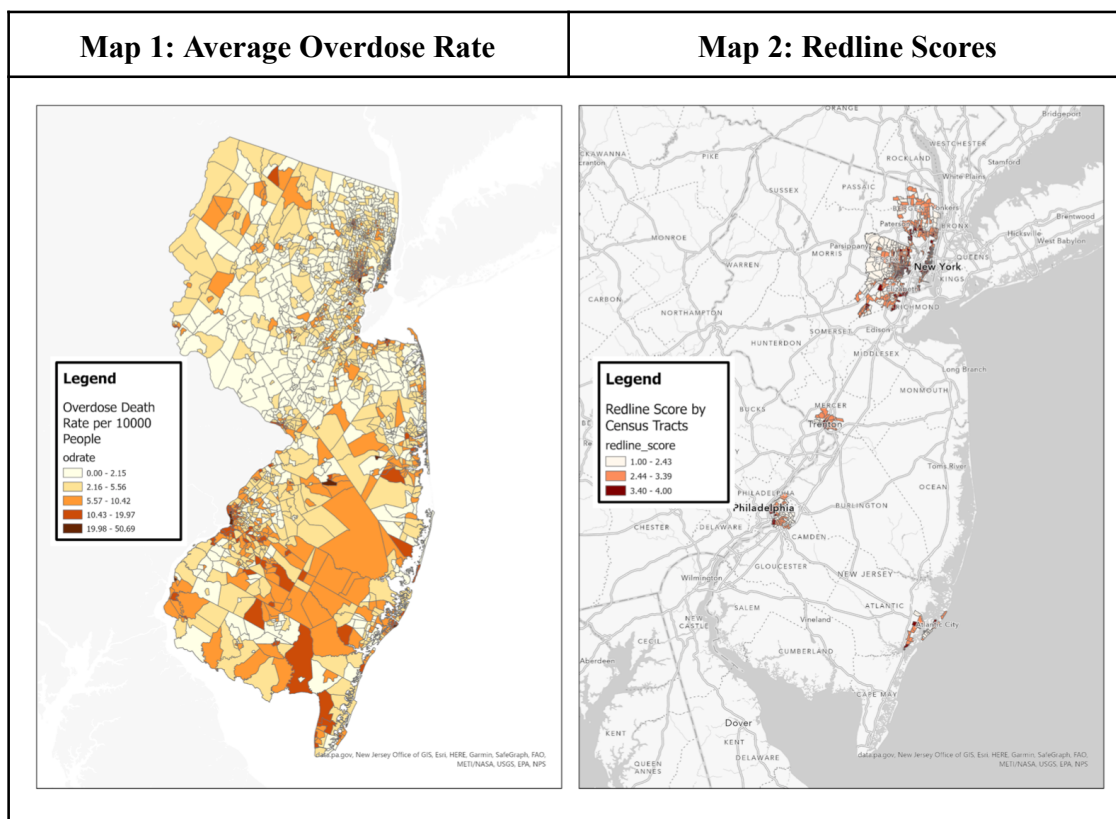 Map 1: Average Overdose Rate
Map 2: Redline Scores
Legend
Overdose Death
Rate per 10000
People
odrate
0.00 - 2.15
2.16 - 5.56
5.57 - 10.42
10.43 - 19.97
19.98 - 50.69
data.pa.gov, New Jersey Office of GIS, Esri, HERE, Garmin, SafeGraph, FAO,
METI/NASA, USGS, EPA, NPS
ORANGE
Bridgeport
WESTCHESTER
ROCKLAND
Stamford
White Plains
PIKE
SUSSEX
PASSAIC
Yonkers
BRONX
Brentwood
Hicksville
West Babylon
MONROE
Parsippany
MORRIS
QUEENS
WARREN
New York
KINGS
CARBON
RICHMOND
NORTHAMPTON
SOMERSET
Edison
HUNTERDON
MIDDLESEX
Long Branch
MONMOUTH
Legend
Redline Score by
Census Tracts
redline_score
1.00 - 2.43
2.44 - 3.39
3.40 - 4.00
BUCKS
MERCER
Trenton
Toms River
OCEAN
PHILADELPHIA
Philadelphia
BURLINGTON
CHESTER
DELAWARE
CAMDEN
GLOUCESTER
NEW JERSEY
Wilmington
ATLANTIC
SALEM
NEW
CASTLE
Vineland
Atlantic City
CECIL
Aberdeen
CUMBERLAND
CAPE MAY
Dover
KENT
KENT
QUEEN
ANNES
DELAWARE
data.pa.gov, New Jersey Office of GIS, Esri, HERE, Garmin, SafeGraph, FAO,
METI/NASA, USGS, EPA, NPS